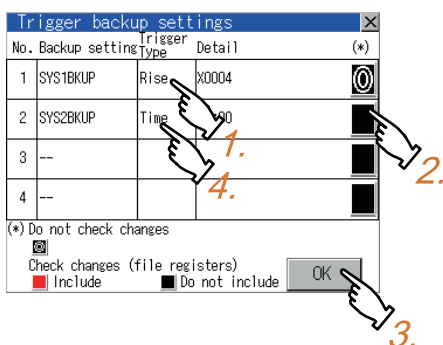 Trigger backup settings
No. Backup setting Trigger Type Detail (*)
1 SYS1BKUP Rise X0004
2 SYS2BKUP Time 00
3 --
4 --
1.
2.
4.
(*) Do not check changes
Check changes (file registers)
Include Do not include
OK
3.